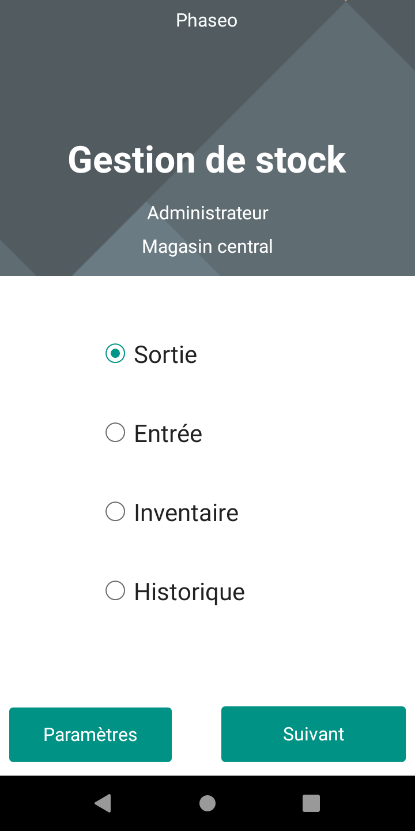 Phaseo
Gestion de stock
Administrateur
Magasin central
Sortie
Entrée
Inventaire
Historique
Paramètres
Suivant